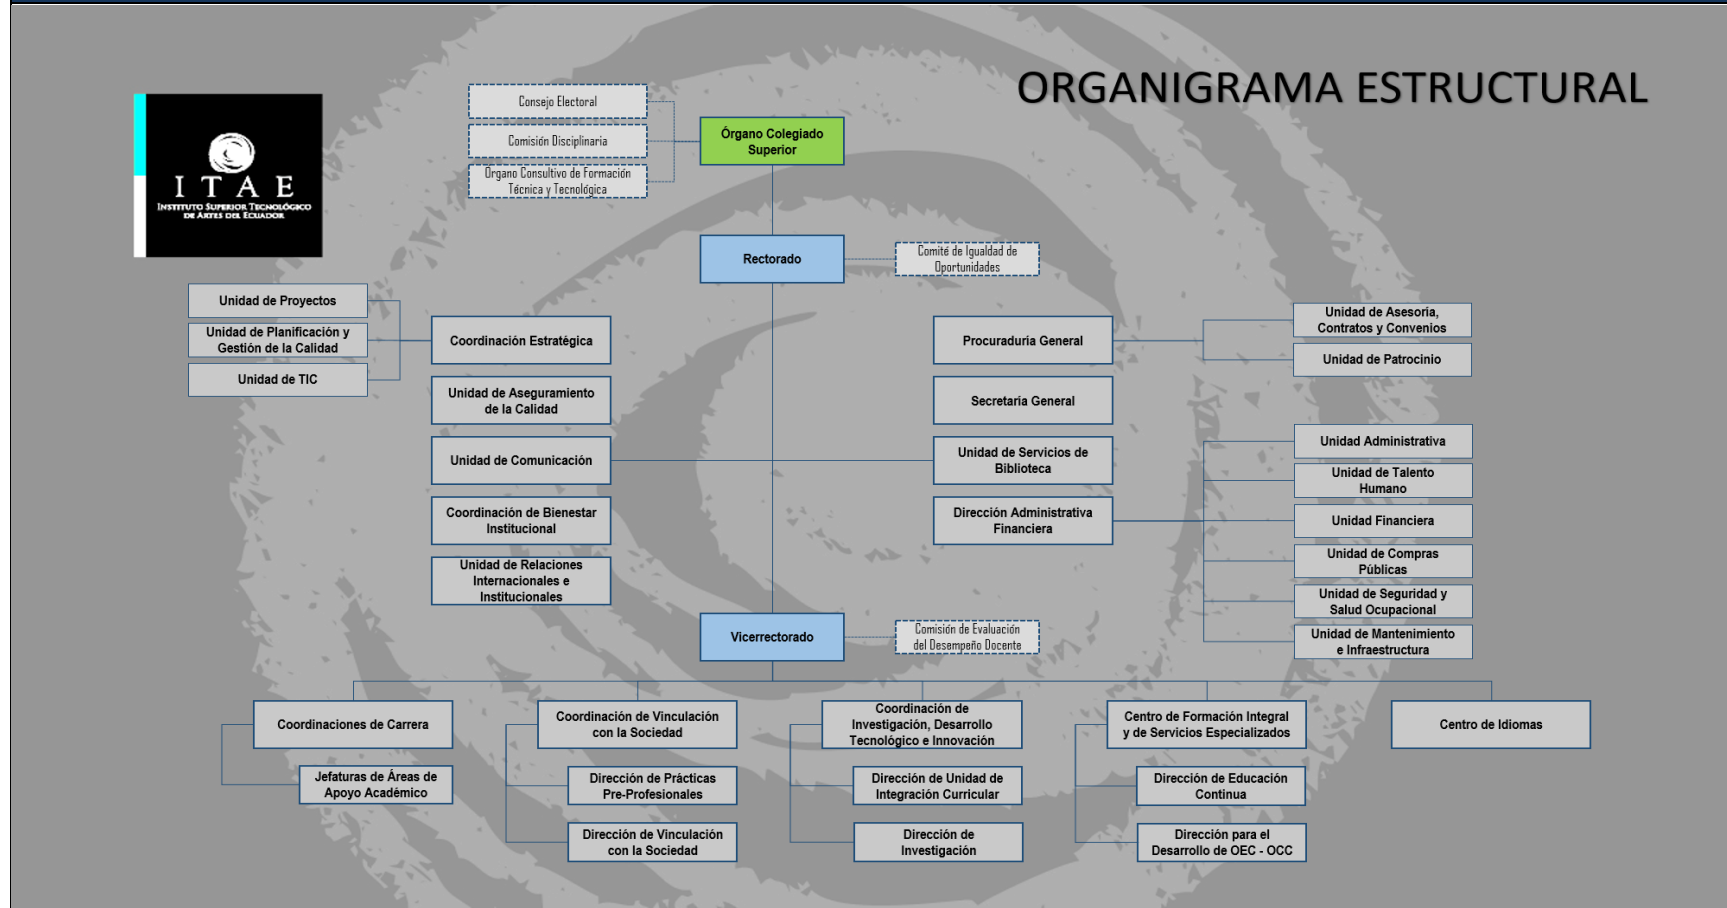 ORGANIGRAMA ESTRUCTURAL
ITAE
INSTITUTO SUPERIOR TECNOLÓGICO
DE ARTES DEL ECUADOR
Consejo Electoral
Comisión Disciplinaria
Órgano Consultivo de Formación
Técnica y Tecnológica
Órgano Colegiado
Superior
Rectorado
Comité de Igualdad de
Oportunidades
Unidad de Proyectos
Unidad de Planificación y
Gestión de la Calidad
Unidad de TIC
Coordinación Estratégica
Unidad de Aseguramiento
de la Calidad
Unidad de Comunicación
Coordinación de Bienestar
Institucional
Unidad de Relaciones
Internacionales e
Institucionales
Procuraduría General
Secretaría General
Unidad de Servicios de
Biblioteca
Dirección Administrativa
Financiera
Unidad de Asesoría,
Contratos y Convenios
Unidad de Patrocinio
Unidad Administrativa
Unidad de Talento
Humano
Unidad Financiera
Unidad de Compras
Públicas
Unidad de Seguridad y
Salud Ocupacional
Unidad de Mantenimiento
e Infraestructura
Vicerrectorado
Comisión de Evaluación
del Desempeño Docente
Coordinaciones de Carrera
Jefaturas de Áreas de
Apoyo Académico
Coordinación de Vinculación
con la Sociedad
Dirección de Prácticas
Pre-Profesionales
Dirección de Vinculación
con la Sociedad
Coordinación de
Investigación, Desarrollo
Tecnológico e Innovación
Dirección de Unidad de
Integración Curricular
Dirección de
Investigación
Centro de Formación Integral
y de Servicios Especializados
Dirección de Educación
Continua
Dirección para el
Desarrollo de OEC - OCC
Centro de Idiomas